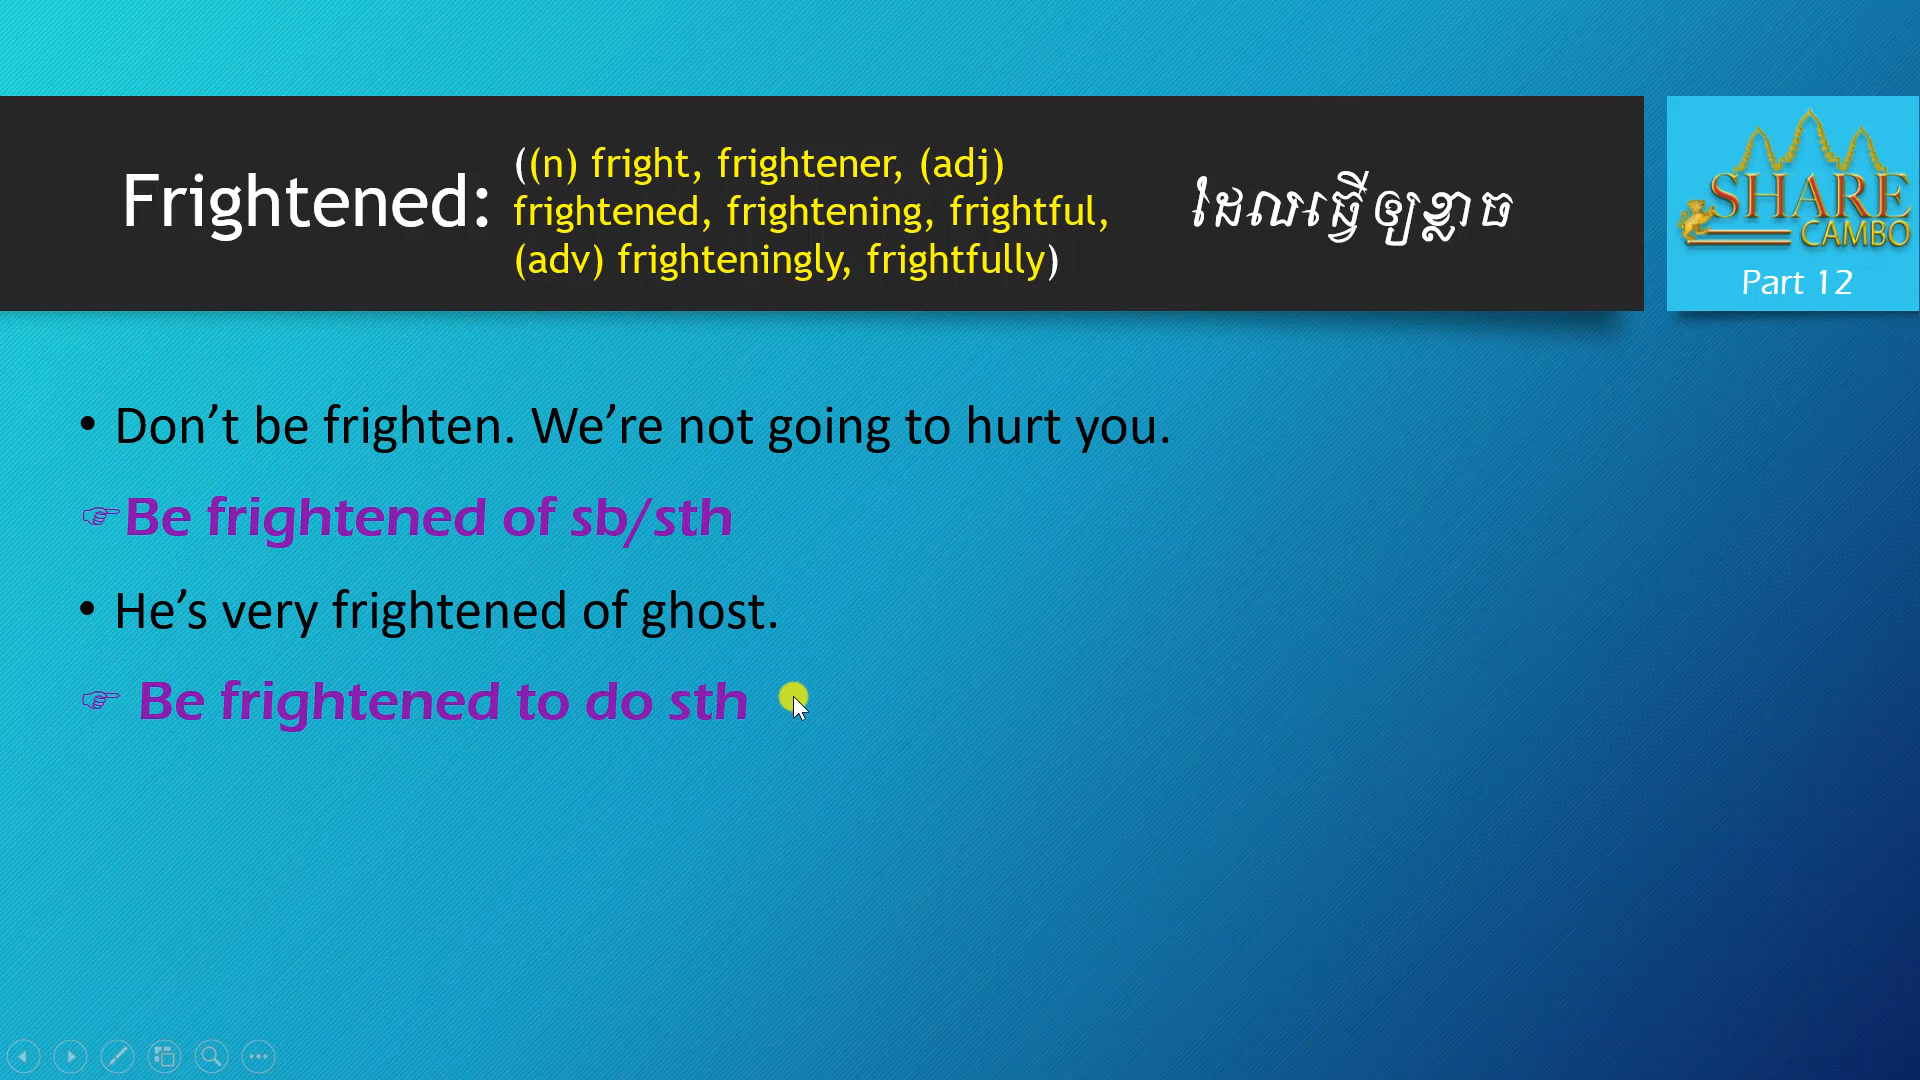 Frightened:
((n) fright, frightener, (adj)
frightened, frightening, frightful,
(adv) frighteningly, frightfully)
ដែលធ្វើឲ្យខ្លាច
SHARE
CAMBO
Part 12
• Don’t be frighten. We’re not going to hurt you.
☞Be frightened of sb/sth
• He’s very frightened of ghost.
☞ Be frightened to do sth